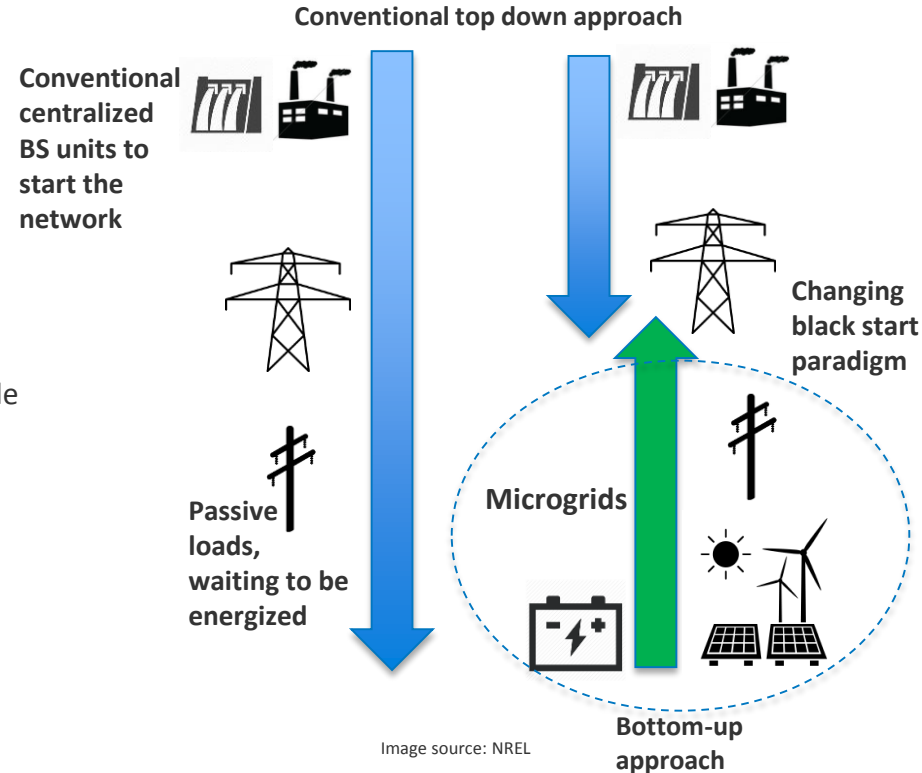 Conventional top down approach
Conventional
centralized
BS units to
start the
network
Changing
black start
paradigm
le
Passive
loads,
waiting to be
energized
Microgrids
Bottom-up
approach
Image source: NREL